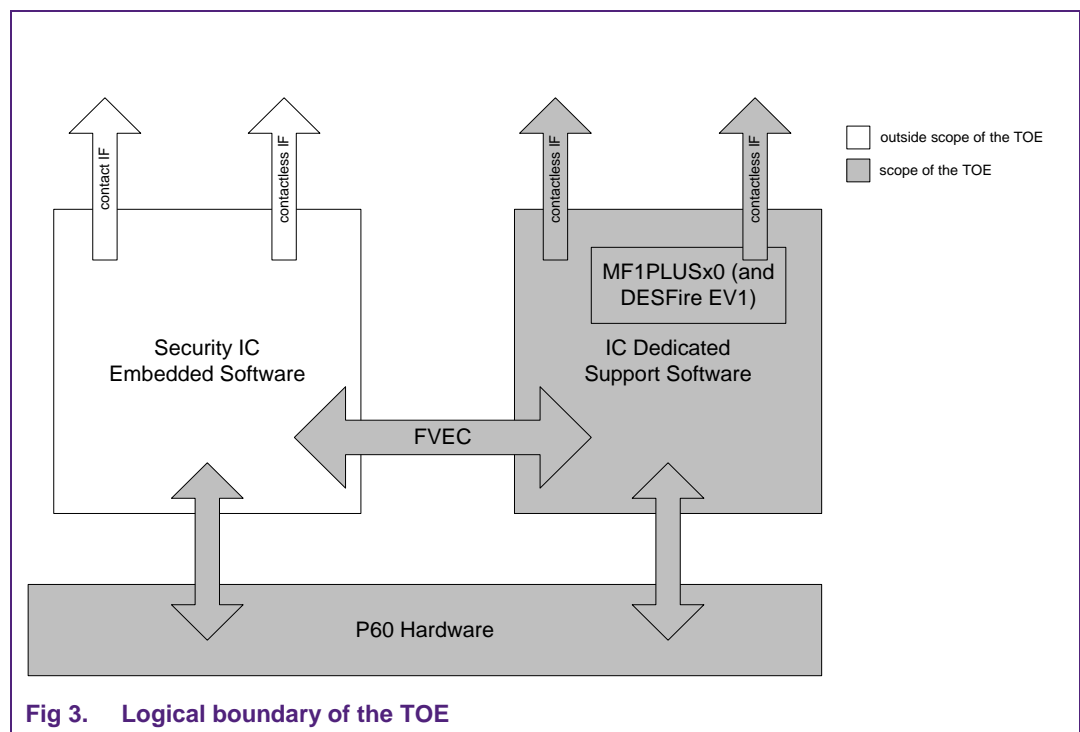 contact IF
contactless IF
contactless IF
contactless IF
outside scope of the TOE
scope of the TOE
MF1PLUSx0 (and
DESFire EV1)
Security IC
Embedded Software
IC Dedicated
Support Software
FVEC
P60 Hardware
Fig 3. Logical boundary of the TOE